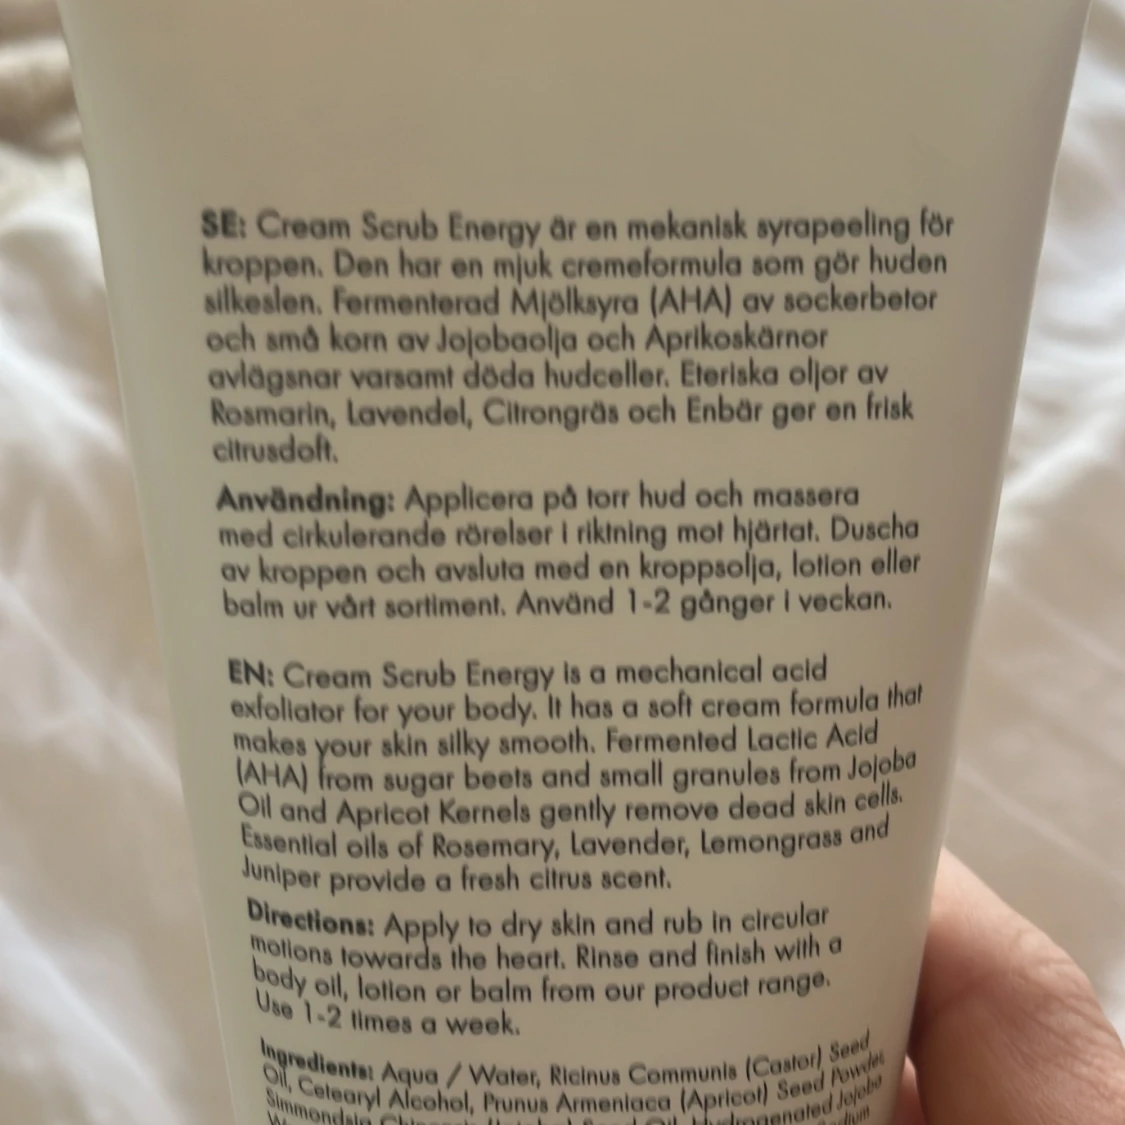 SE: Cream Scrub Energy är en mekanisk syrapeeling för
kroppen. Den har en mjuk cremeformula som gör huden
silkeslen. Fermenterad Mjölksyra (AHA) av sockerbetor
och små korn av Jojobaolja och Aprikoskärnor
avlägsnar varsamt döda hudceller. Eteriska oljor av
Rosmarin, Lavendel, Citrongräs och Enbär ger en frisk
citrusdoft.
Användning: Applicera på torr hud och massera
med cirkulerande rörelser i riktning mot hjärtat. Duscha
av kroppen och avsluta med en kroppsolja, lotion eller
balm ur vårt sortiment. Använd 1-2 gånger i veckan.
EN: Cream Scrub Energy is a mechanical acid
exfoliator for your body. It has a soft cream formula that
makes your skin silky smooth. Fermented Lactic Acid
(AHA) from sugar beets and small granules from Jojoba
Oil and Apricot Kernels gently remove dead skin cells.
Essential oils of Rosemary, Lavender, Lemongrass and
Juniper provide a fresh citrus scent.
Directions: Apply to dry skin and rub in circular
motions towards the heart. Rinse and finish with a
body oil, lotion or balm from our product range.
Use 1-2 times a week.
Ingredients: Aqua / Water, Ricinus Communis (Castor) Seed
Oil, Cetearyl Alcohol, Prunus Armeniaca (Apricot) Seed Powder,
Simmondsia Seed Oil, Hydrogenated Jojoba